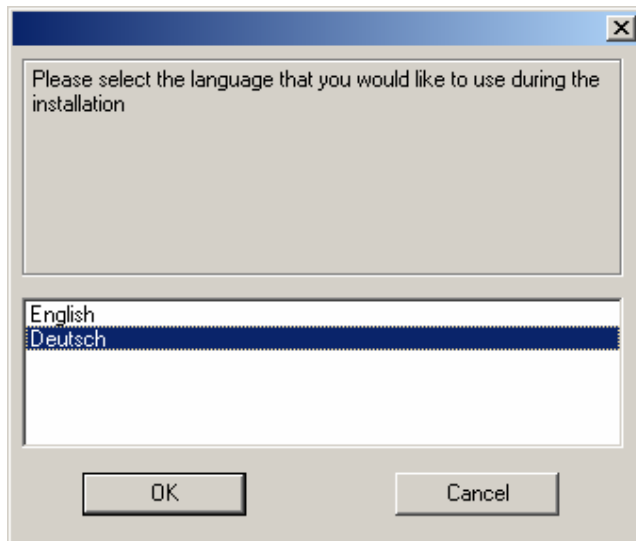 Please select the language that you would like to use during the
installation
English
Deutsch
OK
Cancel